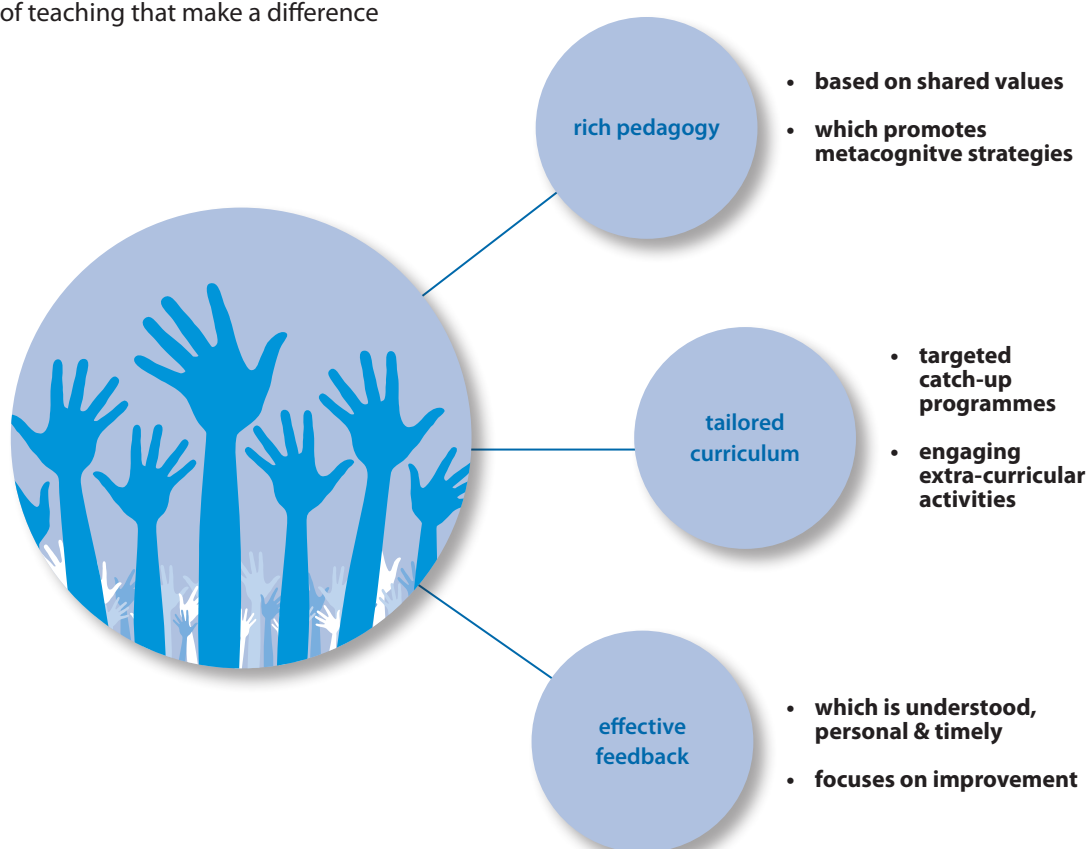 of teaching that make a difference
rich pedagogy
• based on shared values
• which promotes
metacognitve strategies
tailored
curriculum
• targeted
catch-up
programmes
• engaging
extra-curricular
activities
effective
feedback
• which is understood,
personal & timely
• focuses on improvement